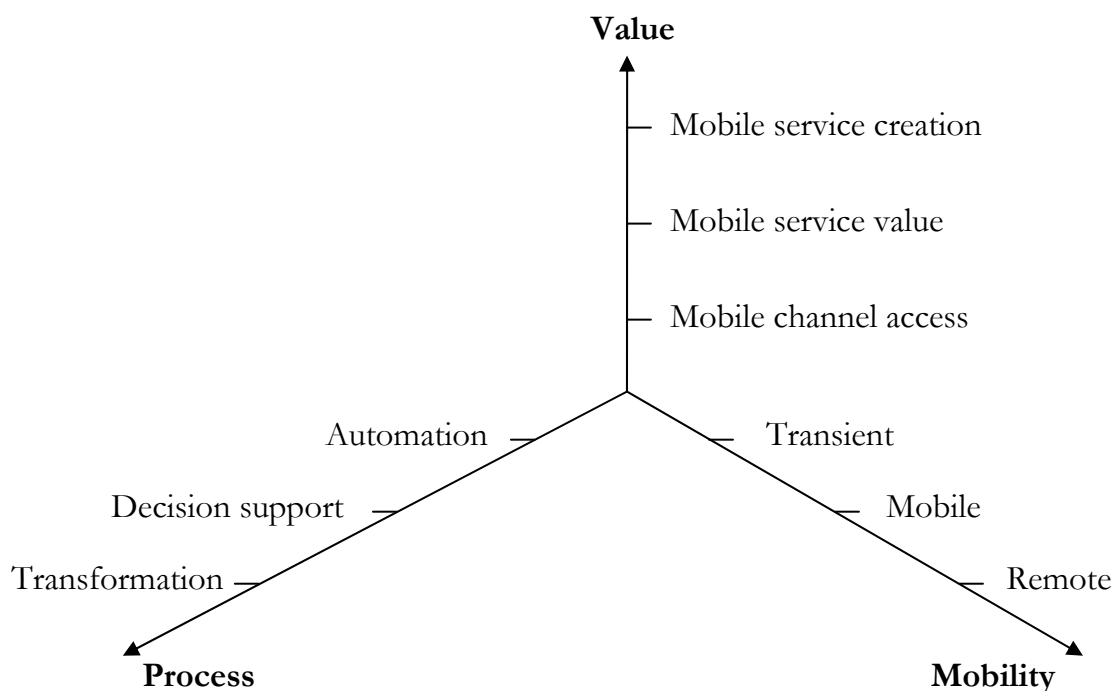 Value
Mobile service creation
Mobile service value
Mobile channel access
Automation
Transient
Decision support
Mobile
Transformation
Remote
Process
Mobility